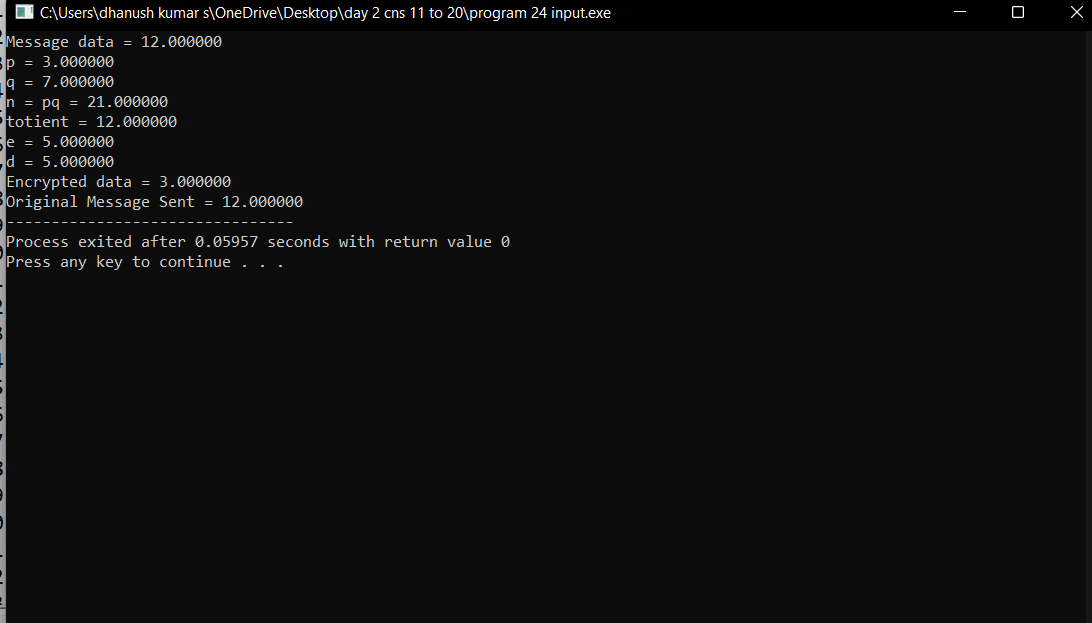 C:\Users\dhanush kumar s\OneDrive\Desktop\day 2 cns 11 to 20\program 24 input.exe
Message data = 12.000000
p = 3.000000
q = 7.000000
n = pq = 21.000000
totient = 12.000000
e = 5.000000
d = 5.000000
Encrypted data = 3.000000
Original Message Sent = 12.000000
--------------------------------
Process exited after 0.05957 seconds with return value 0
Press any key to continue . . .